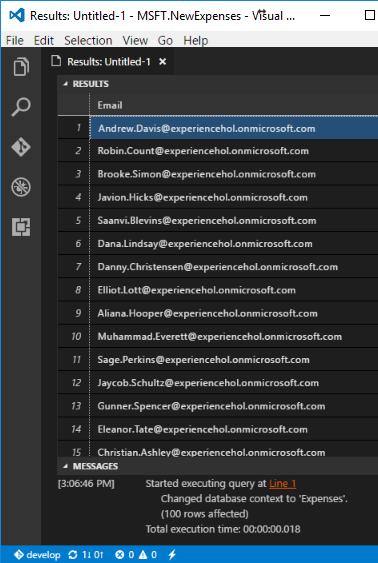 Results: Untitled-1 - MSFT.NewExpenses - Visual ...
File Edit Selection View Go Help
Results: Untitled-1
RESULTS
Email
1 Andrew.Davis@experiencehol.onmicrosoft.com
2 Robin.Count@experiencehol.onmicrosoft.com
3 Brooke.Simon@experiencehol.onmicrosoft.com
4 Javion.Hicks@experiencehol.onmicrosoft.com
5 Saanvi.Blevins@experiencehol.onmicrosoft.com
6 Dana.Lindsay@experiencehol.onmicrosoft.com
7 Danny.Christensen@experiencehol.onmicrosoft.com
8 Elliot.Lott@experiencehol.onmicrosoft.com
9 Aliana.Hooper@experiencehol.onmicrosoft.com
10 Muhammad.Everett@experiencehol.onmicrosoft.com
11 Sage.Perkins@experiencehol.onmicrosoft.com
12 Jaycob.Schultz@experiencehol.onmicrosoft.com
13 Gunner.Spencer@experiencehol.onmicrosoft.com
14 Eleanor.Tate@experiencehol.onmicrosoft.com
15 Christian.Ashley@experiencehol.onmicrosoft.com
MESSAGES
[3:06:46 PM] Started executing query at Line 1
Changed database context to 'Expenses'.
(100 rows affected)
Total execution time: 00:00:00.018
develop 1↓ 0↑ 0 0